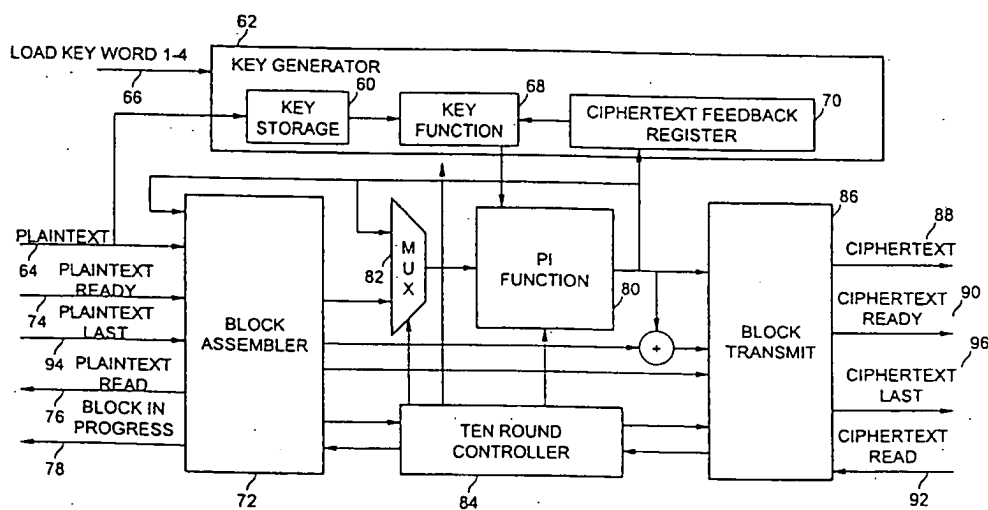 62
LOAD KEY WORD 1-4
66
KEY GENERATOR
60
KEY
STORAGE
68
KEY
FUNCTION
70
CIPHERTEXT FEEDBACK
REGISTER
PLAINTEXT
64
PLAINTEXT
READY
74
PLAINTEXT
LAST
94
PLAINTEXT
READ
76
BLOCK IN
PROGRESS
78
BLOCK
ASSEMBLER
72
82
MUX
PI
FUNCTION
80
+
TEN ROUND
CONTROLLER
84
86
BLOCK
TRANSMIT
88
CIPHERTEXT
CIPHERTEXT
READY
90
96
CIPHERTEXT
LAST
CIPHERTEXT
READ
92